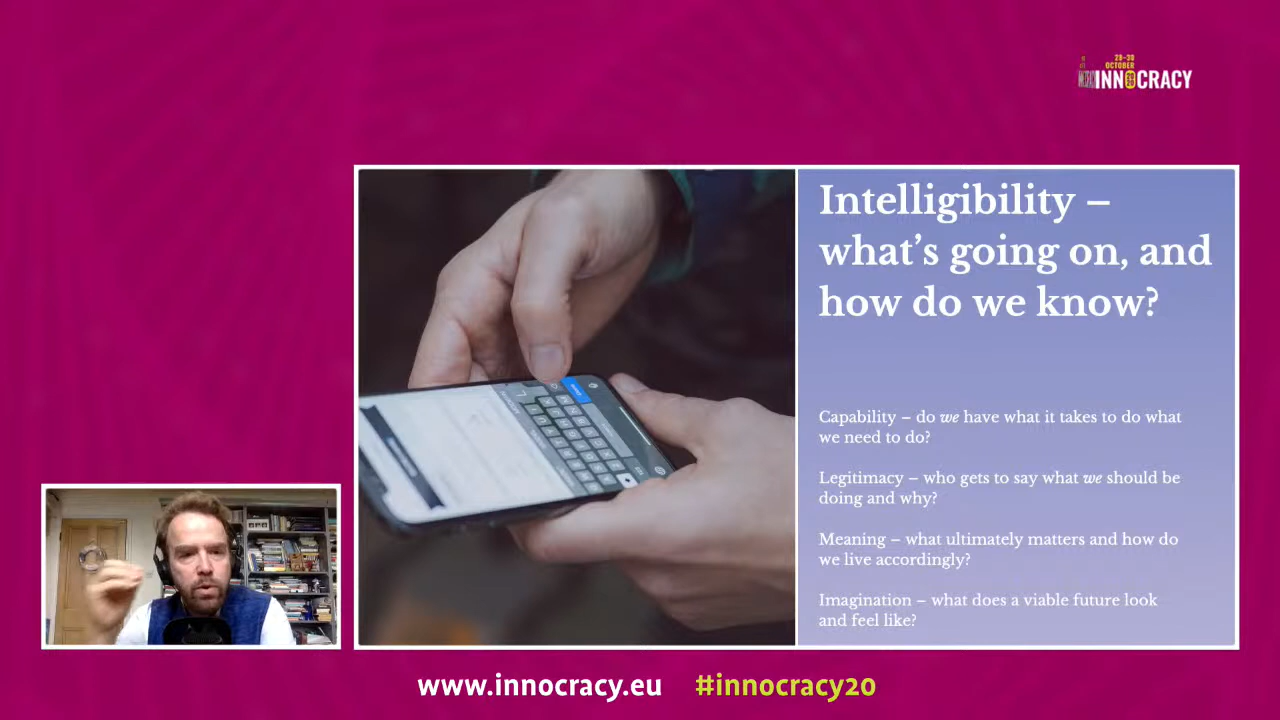 28-30
OCTOBER
INNOCRACY
Intelligibility –
what's going on, and
how do we know?
Capability – do we have what it takes to do what
we need to do?
Legitimacy – who gets to say what we should be
doing and why?
Meaning – what ultimately matters and how do
we live accordingly?
Imagination – what does a viable future look
and feel like?
www.innocracy.eu #innocracy20